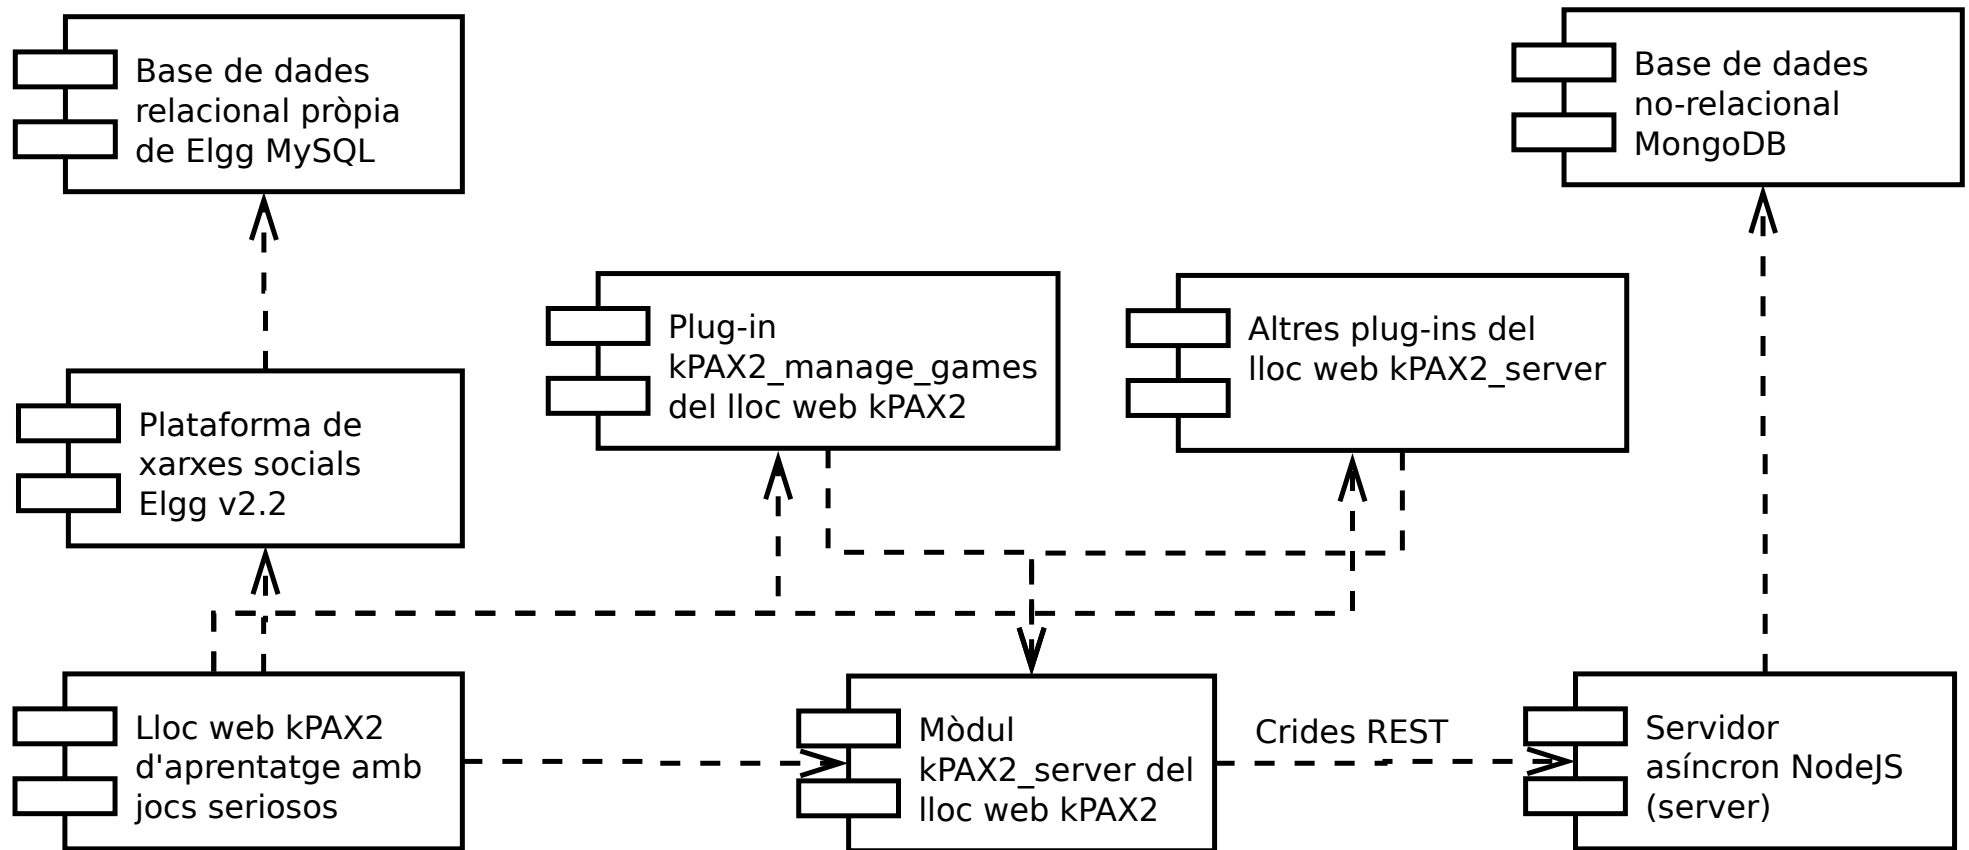 Base de dades
relacional pròpia
de Elgg MySQL
Base de dades
no-relacional
MongoDB
Plug-in
kPAX2_manage_games
del lloc web kPAX2
Altres plug-ins del
lloc web kPAX2_server
Plataforma de
xarxes socials
Elgg v2.2
Lloc web kPAX2
d'aprentatge amb
jocs seriosos
Mòdul
kPAX2_server del
lloc web kPAX2
Crides REST
Servidor
asíncron NodeJS
(server)